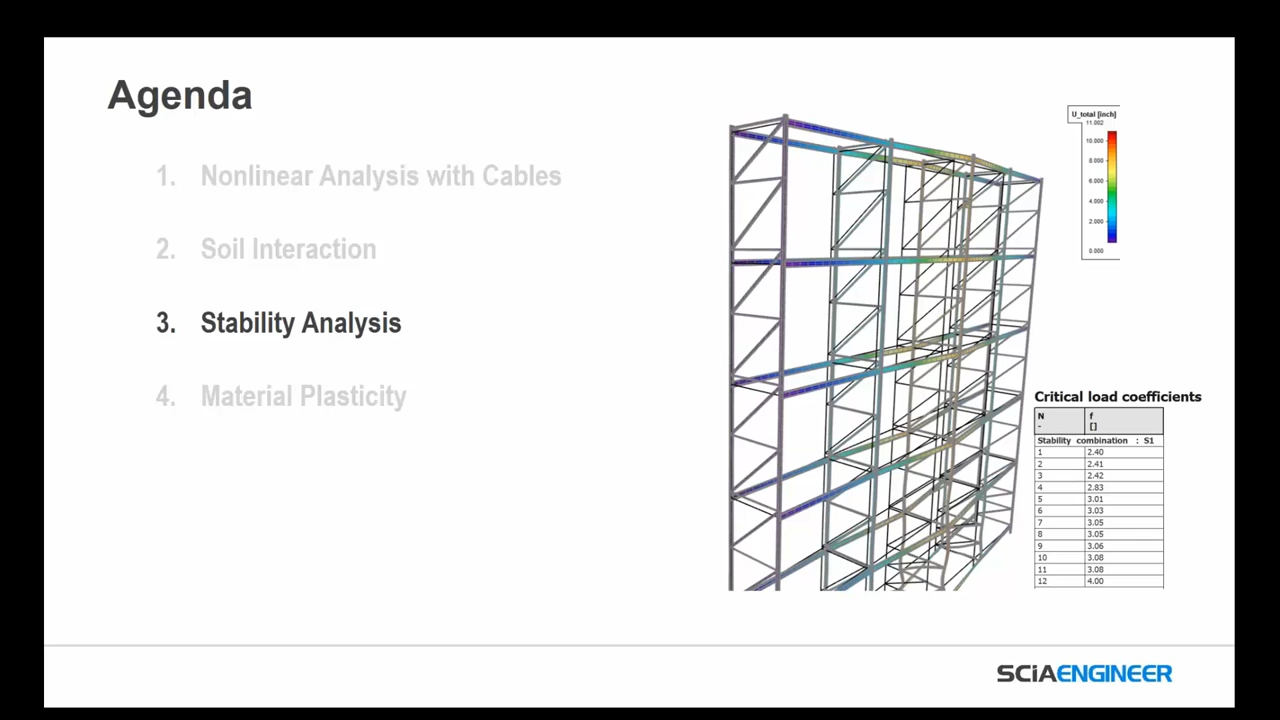 Agenda
1. Nonlinear Analysis with Cables
2. Soil Interaction
3. Stability Analysis
4. Material Plasticity
U_total [inch]
11.002
10.000
8.000
6.000
4.000
2.000
0.000
Critical load coefficients
N f
- []
Stability combination : S1
1 2.40
2 2.41
3 2.42
4 2.83
5 3.01
6 3.03
7 3.05
8 3.05
9 3.06
10 3.08
11 3.08
12 4.00
SCiAENGINEER